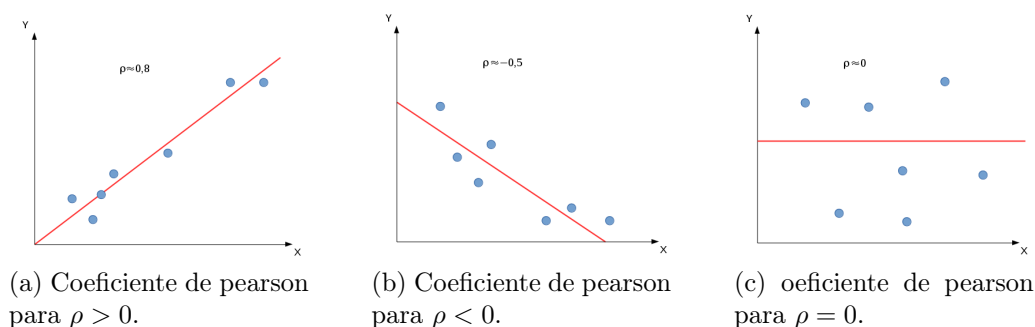 Y
ρ≈0,8
X
(a) Coeficiente de pearson
para ρ > 0.
Y
ρ≈−0,5
X
(b) Coeficiente de pearson
para ρ < 0.
Y
ρ≈0
X
(c) oeficiente de pearson
para ρ = 0.